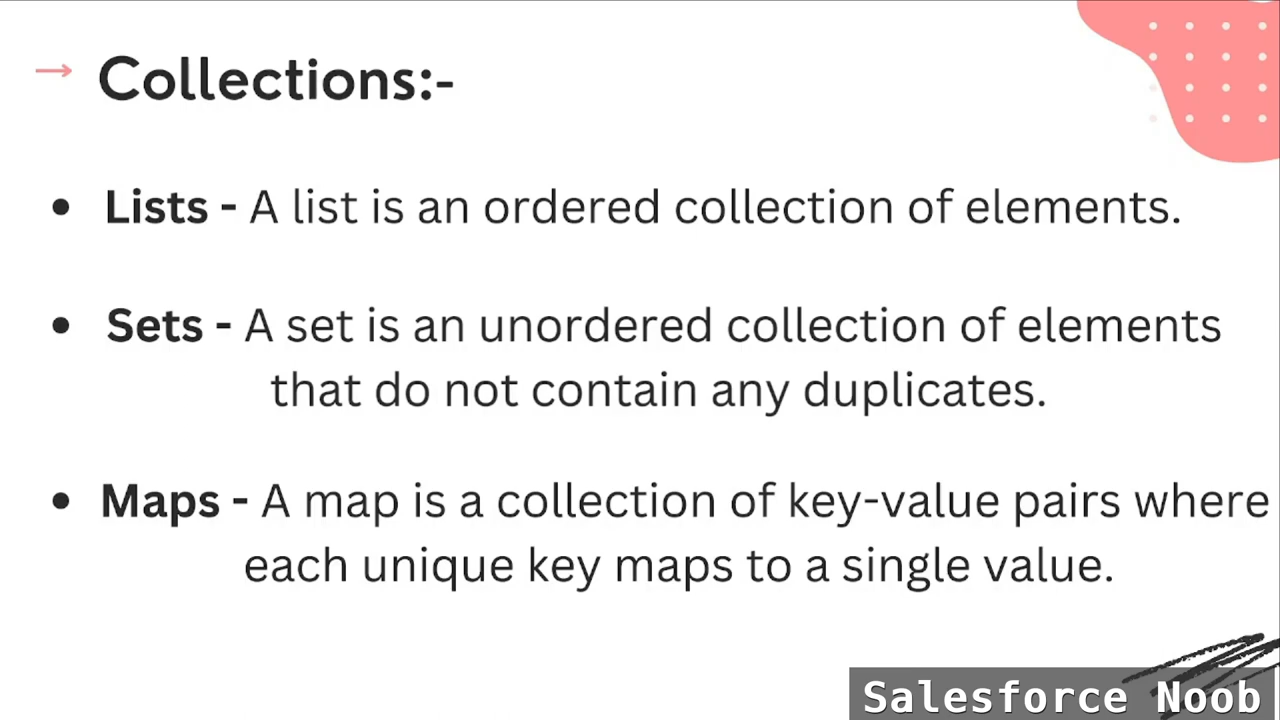 → Collections:-
• Lists - A list is an ordered collection of elements.
• Sets - A set is an unordered collection of elements
that do not contain any duplicates.
• Maps - A map is a collection of key-value pairs where
each unique key maps to a single value.
Salesforce Noob